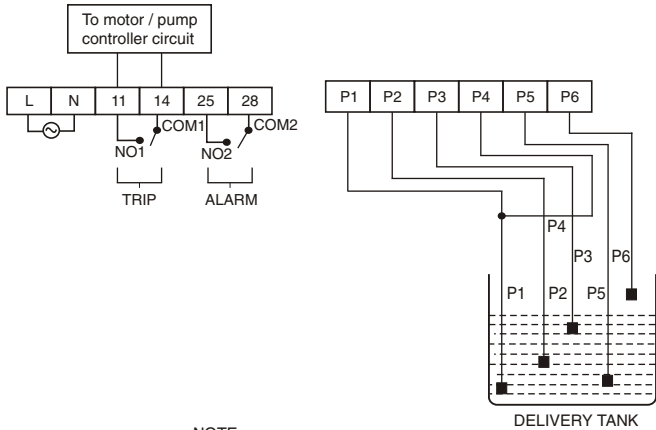 To motor / pump
controller circuit
L N 11 14 25 28
COM1 COM2
NO1 NO2
TRIP ALARM
P1 P2 P3 P4 P5 P6
P4
P3 P6
P1 P2 P5
DELIVERY TANK
NOTE